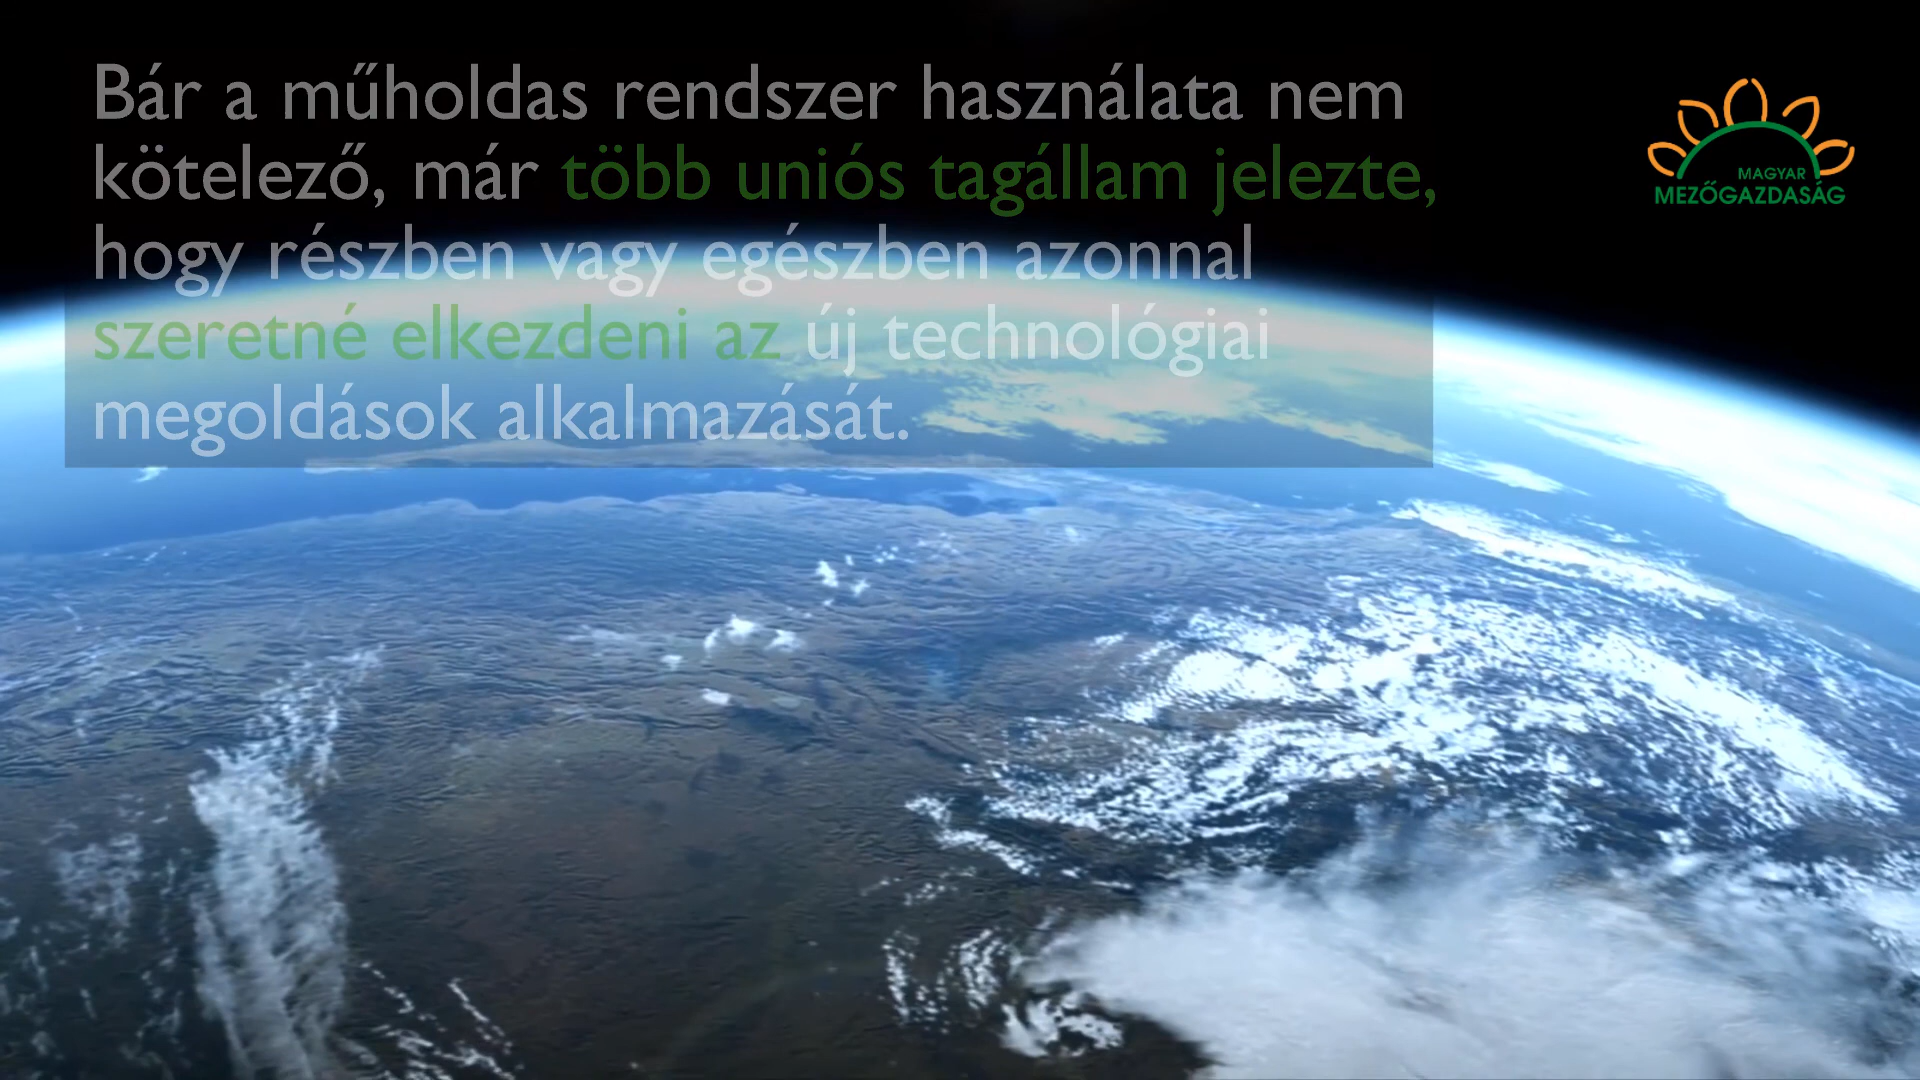 Bár a műholdas rendszer használata nem
kötelező, már több uniós tagállam jelezte,
hogy részben vagy egészben azonnal
szeretné elkezdeni az új technológiai
megoldások alkalmazását.
MAGYAR
MEZŐGAZDASÁG